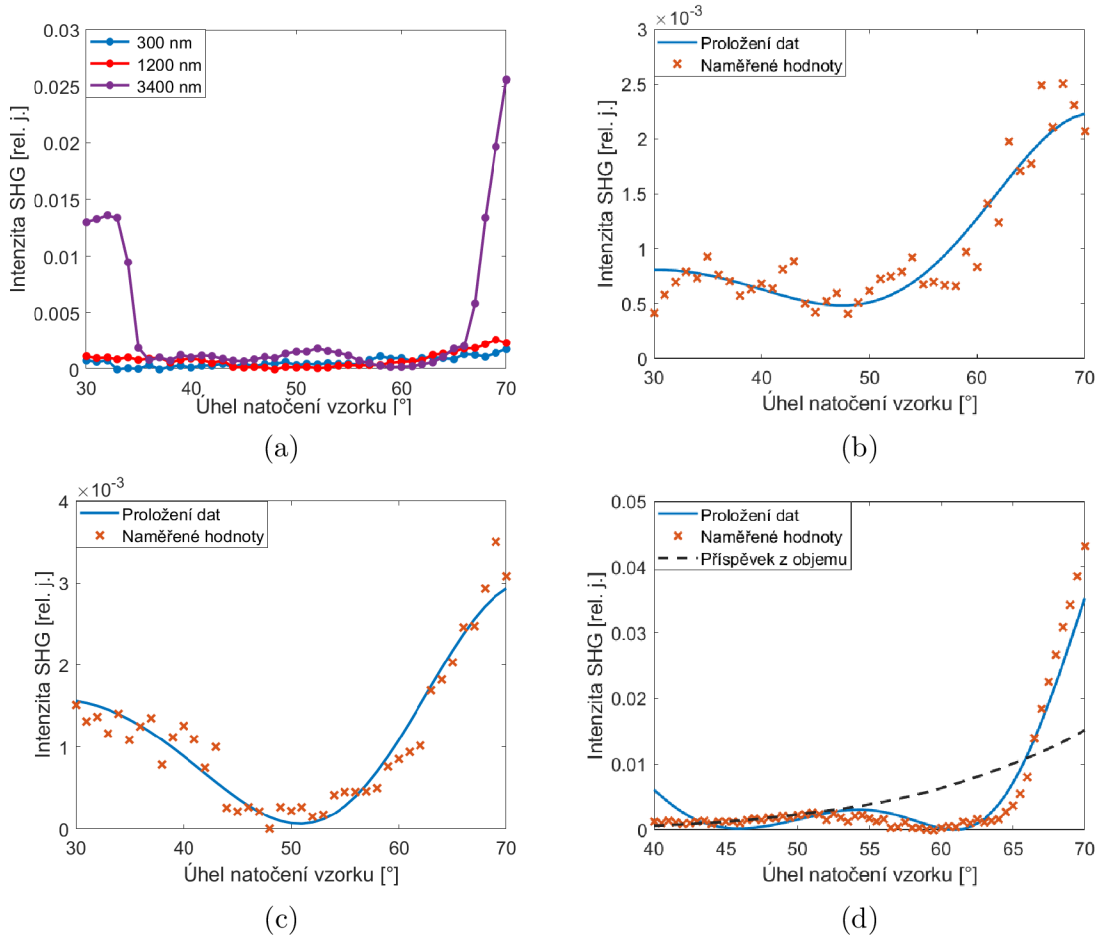 0.03
0.025
0.02
0.015
0.01
0.005
0
30
40
50
60
70
Intenzita SHG [rel. j.]
Úhel natočení vzorku [°]
300 nm
1200 nm
3400 nm
(a)
×10-3
3
2.5
2
1.5
1
0.5
0
30
40
50
60
70
Intenzita SHG [rel. j.]
Úhel natočení vzorku [°]
Proložení dat
Naměřené hodnoty
(b)
×10-3
4
3
2
1
0
30
40
50
60
70
Intenzita SHG [rel. j.]
Úhel natočení vzorku [°]
Proložení dat
Naměřené hodnoty
(c)
0.05
0.04
0.03
0.02
0.01
0
40
45
50
55
60
65
70
Intenzita SHG [rel. j.]
Úhel natočení vzorku [°]
Proložení dat
Naměřené hodnoty
Příspěvek z objemu
(d)